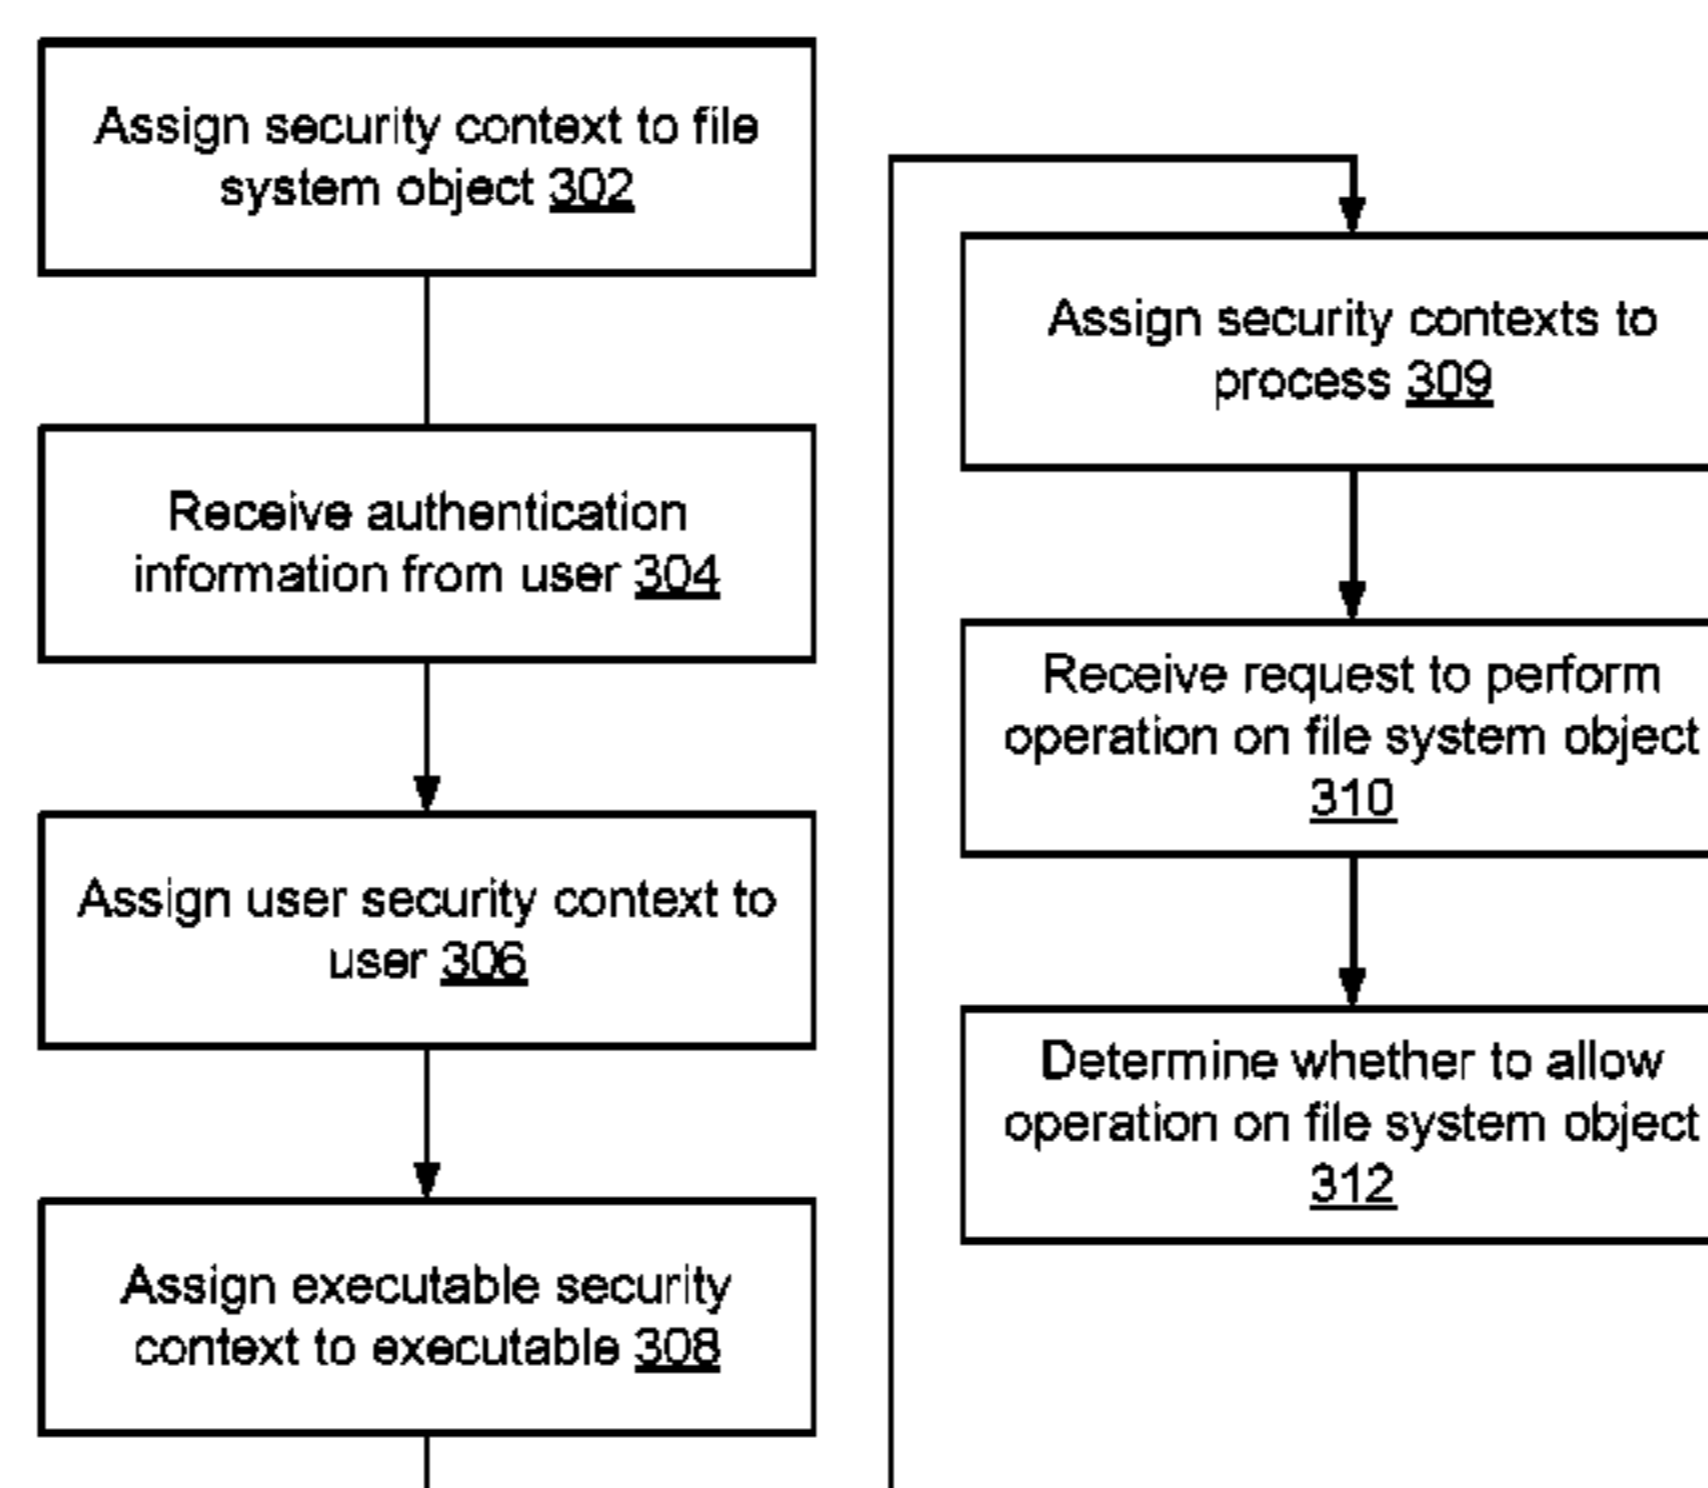 Assign security context to file
system object 302
Receive authentication
information from user 304
Assign user security context to
user 306
Assign executable security
context to executable 308
Assign security contexts to
process 309
Receive request to perform
operation on file system object
310
Determine whether to allow
operation on file system object
312